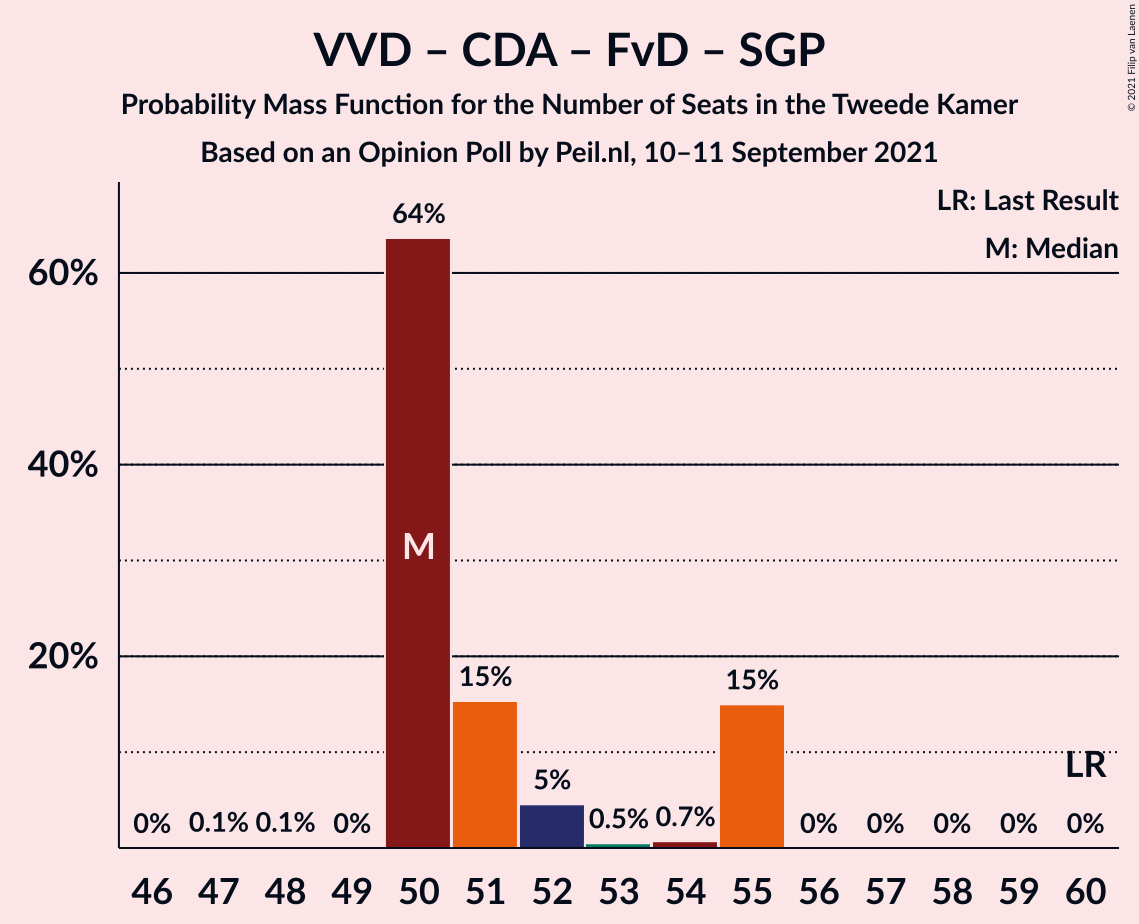 VVD – CDA – FvD – SGP
Probability Mass Function for the Number of Seats in the Tweede Kamer
Based on an Opinion Poll by Peil.nl, 10–11 September 2021
© 2021 Filip van Laenen
LR: Last Result
M: Median
60%
40%
20%
64%
M
15%
5%
15%
LR
0% 0.1% 0.1% 0% 0.5% 0.7% 0% 0% 0% 0% 0%
46 47 48 49 50 51 52 53 54 55 56 57 58 59 60